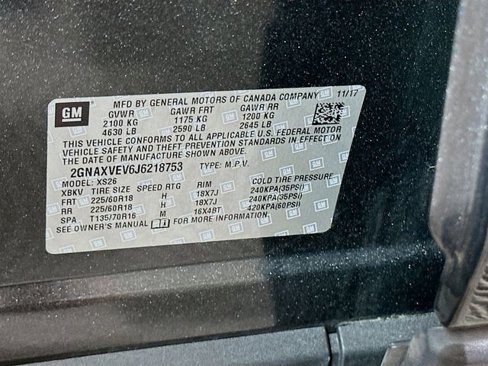 GM
MFD BY GENERAL MOTORS OF CANADA COMPANY 11/17
GVWR GAWR FRT GAWR RR
2100 KG 1175 KG 1200 KG
4630 LB 2590 LB 2645 LB
THIS VEHICLE CONFORMS TO ALL APPLICABLE U.S. FEDERAL MOTOR
VEHICLE SAFETY AND THEFT PREVENTION STANDARDS IN EFFECT ON
THE DATE OF MANUFACTURE SHOWN ABOVE.
2GNAXVEV6J6218753 TYPE: M.P.V.
MODEL: XS26
XBKV TIRE SIZE SPEED RTG RIM COLD TIRE PRESSURE
FRT 225/60R18 H 18X7J 240KPA(35PSI)
RR 225/60R18 H 18X7J 240KPA(35PSI)
SPA T135/70R16 M 16X4BT 420KPA(60PSI)
SEE OWNER'S MANUAL